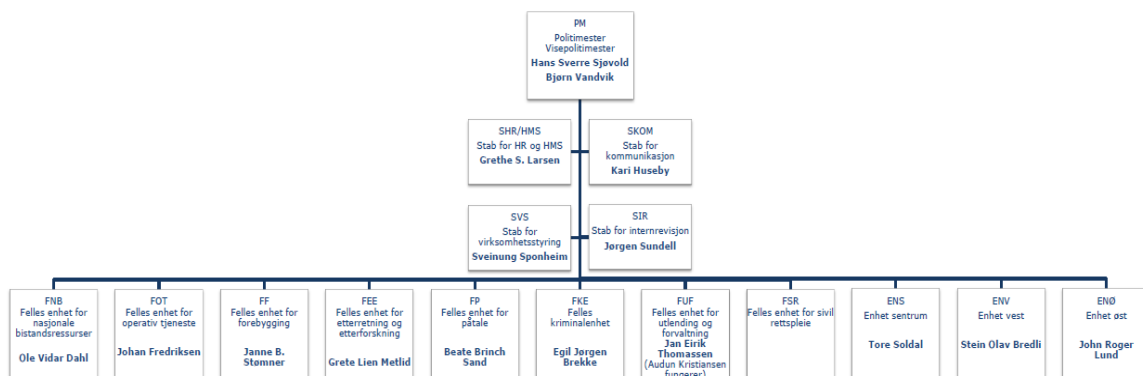 PM
Politimester
Visepolitimester
Hans Sverre Sjøvold
Bjørn Vandvik
SHR/HMS
Stab for HR og HMS
Grethe S. Larsen
SKOM
Stab for
kommunikasjon
Kari Huseby
SVS
Stab for
virksomhetsstyring
Sveinung Sponheim
SIR
Stab for internrevisjon
Jørgen Sundell
FNB
Felles enhet for
nasjonale
bistandsressurser
Ole Vidar Dahl
FOT
Felles enhet for
operativ tjeneste
Johan Fredriksen
FF
Felles enhet for
forebygging
Janne B.
Stømner
FEE
Felles enhet for
etterretning og
etterforskning
Grete Lien Metlid
FP
Felles enhet for
påtale
Beate Brinch
Sand
FKE
Felles
kriminalenhet
Egil Jørgen
Brekke
FUF
Felles enhet for
utlending og
forvaltning
Jan Eirik
Thomassen
(Audun Kristiansen
fungerer)
FSR
Felles enhet for sivil
rettspleie
ENS
Enhet sentrum
Tore Soldal
ENV
Enhet vest
Stein Olav Bredli
ENØ
Enhet øst
John Roger
Lund